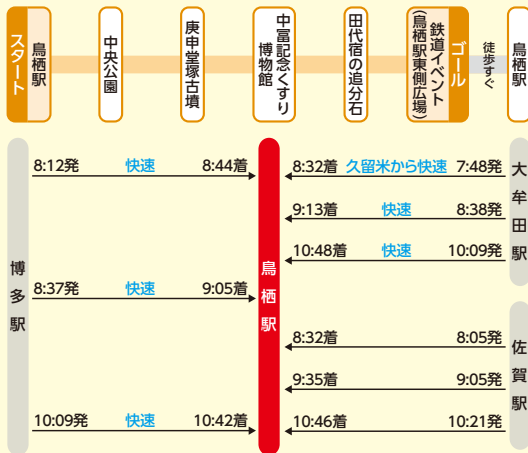 スタート
鳥栖駅
中央公園
庚申堂塚古墳
中冨記念くすり
博物館
田代宿の追分石
鉄道イベント
(鳥栖駅東側広場)
ゴール
徒歩すぐ
鳥栖駅
博多駅
8:12発 快速 8:44着
8:37発 快速 9:05着
10:09発 快速 10:42着
鳥栖駅
8:32着 久留米から快速 7:48発
9:13着 快速 8:38発
10:48着 快速 10:09発
大牟田駅
8:32着 8:05発
9:35着 9:05発
10:46着 10:21発
佐賀駅